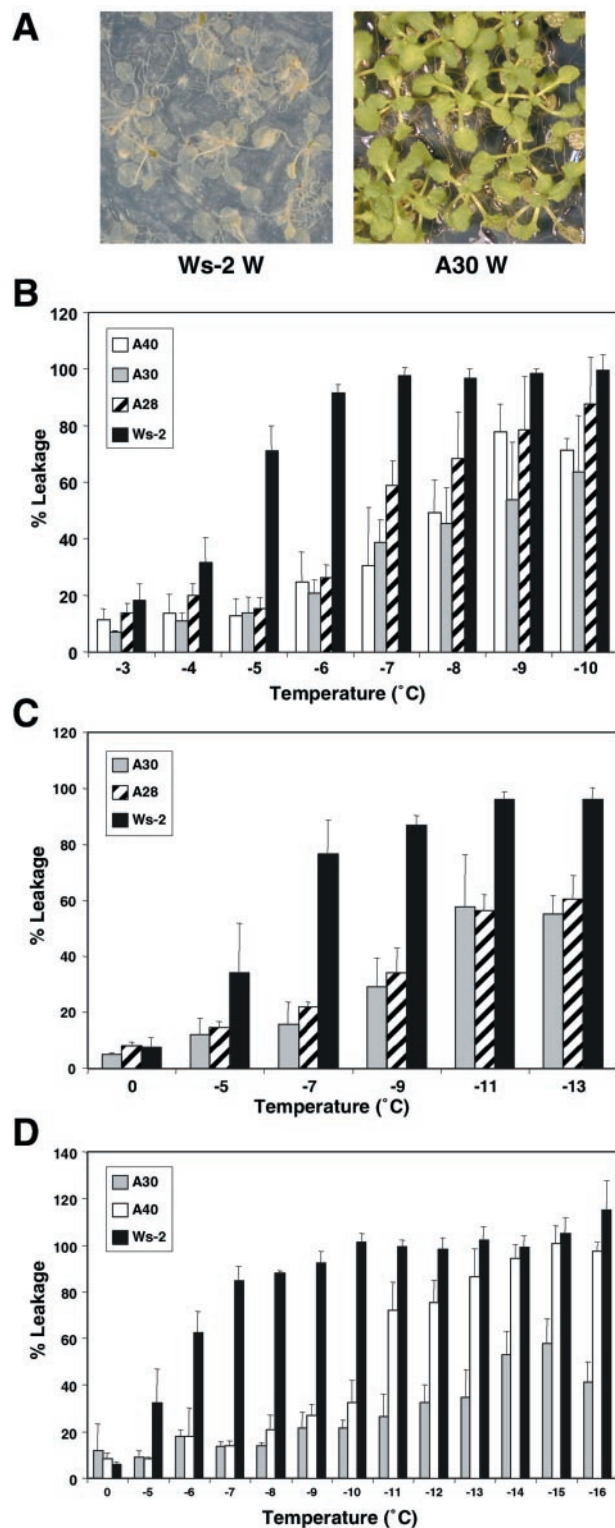 A
Ws-2 W
A30 W
B
120
100
80
60
40
20
0
% Leakage
A40
A30
A28
Ws-2
-3 -4 -5 -6 -7 -8 -9 -10
Temperature (˚C)
C
120
100
80
60
40
20
0
% Leakage
A30
A28
Ws-2
0 -5 -7 -9 -11 -13
Temperature (˚C)
D
140
120
100
80
60
40
20
0
% Leakage
A30
A40
Ws-2
0 -5 -6 -7 -8 -9 -10 -11 -12 -13 -14 -15 -16
Temperature (˚C)